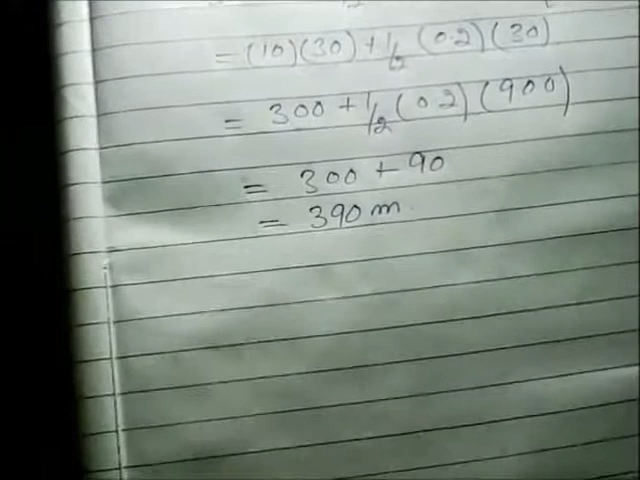 = (10)(30) + 1/2 (0.2)(30)
= 300 + 1/2 (0.2) (900)
= 300 + 90
= 390 m